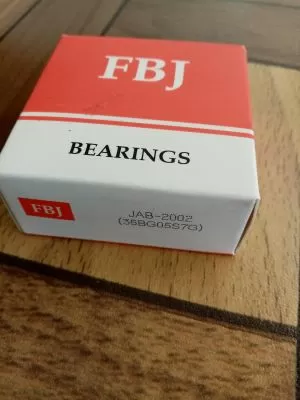 FBJ
BEARINGS
FBJ
JAB-2002
(35BG05S7G)